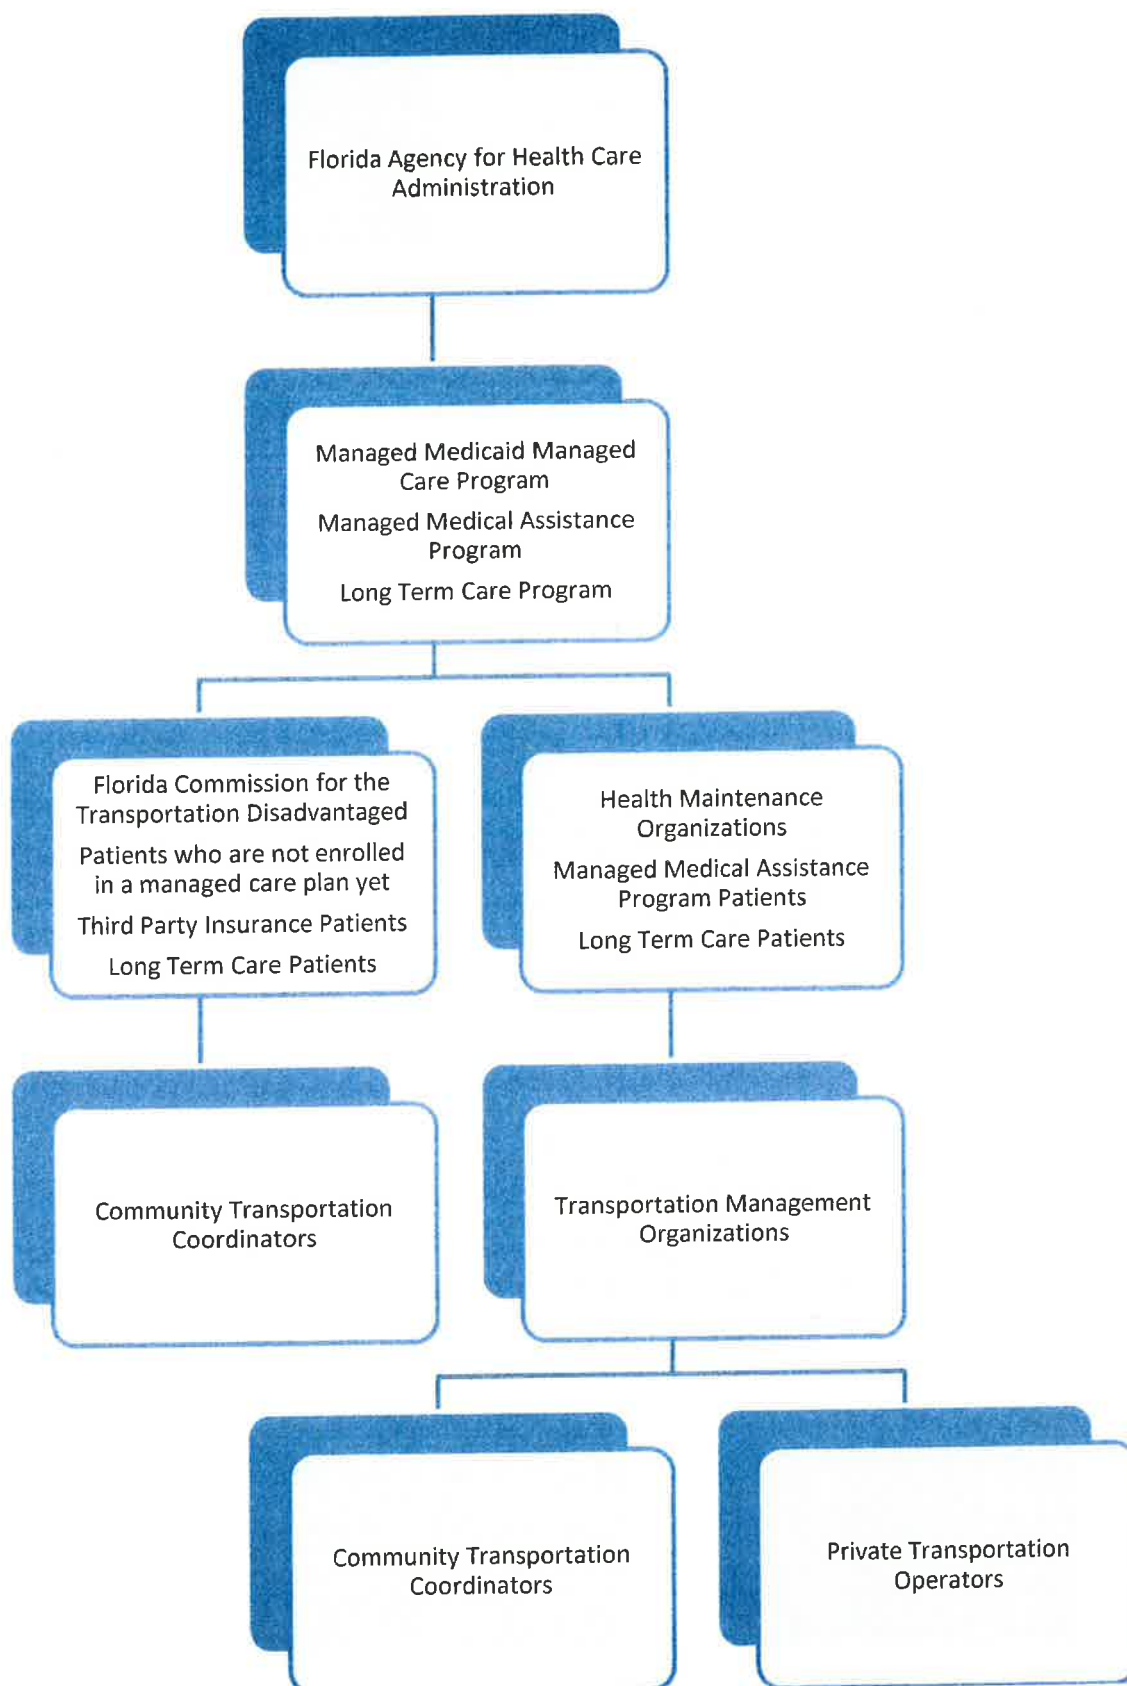 Florida Agency for Health Care
Administration
Managed Medicaid Managed
Care Program
Managed Medical Assistance
Program
Long Term Care Program
Florida Commission for the
Transportation Disadvantaged
Patients who are not enrolled
in a managed care plan yet
Third Party Insurance Patients
Long Term Care Patients
Health Maintenance
Organizations
Managed Medical Assistance
Program Patients
Long Term Care Patients
Community Transportation
Coordinators
Transportation Management
Organizations
Community Transportation
Coordinators
Private Transportation
Operators